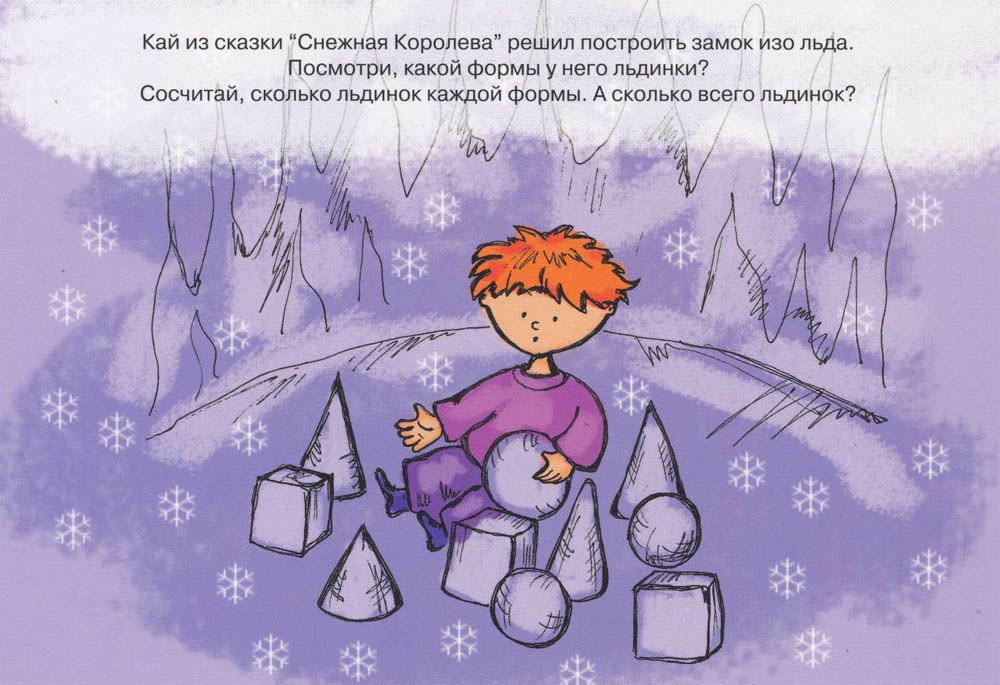 Кай из сказки “Снежная Королева” решил построить замок изо льда.
Посмотри, какой формы у него льдинки?
Сосчитай, сколько льдинок каждой формы. А сколько всего льдинок?